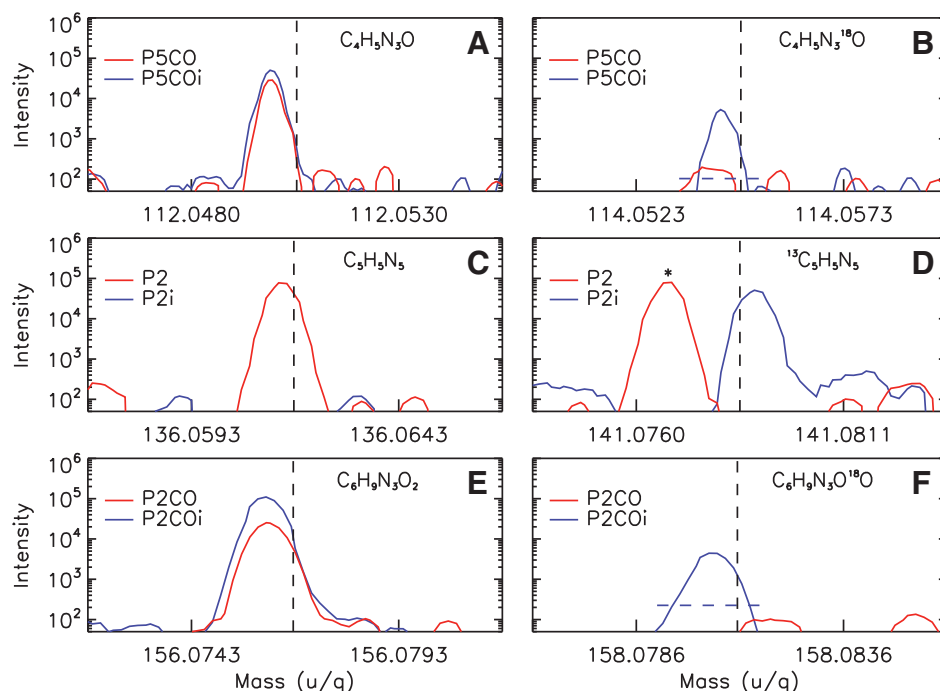 10⁶ C₄H₅N₃O A C₄H₅N₃¹⁸O B
10⁵ P5CO P5CO
10⁴ P5COi P5COi
Intensity
10³
10²
112.0480 112.0530 114.0523 114.0573
10⁶ C₅H₅N₅ C ¹³C₅H₅N₅ D
10⁵ P2 P2 *
10⁴ P2i P2i
Intensity
10³
10²
136.0593 136.0643 141.0760 141.0811
10⁶ C₆H₉N₃O₂ E C₆H₉N₃O¹⁸O F
10⁵ P2CO P2CO
10⁴ P2COi P2COi
Intensity
10³
10²
156.0743 156.0793 158.0786 158.0836
Mass (u/q) Mass (u/q)